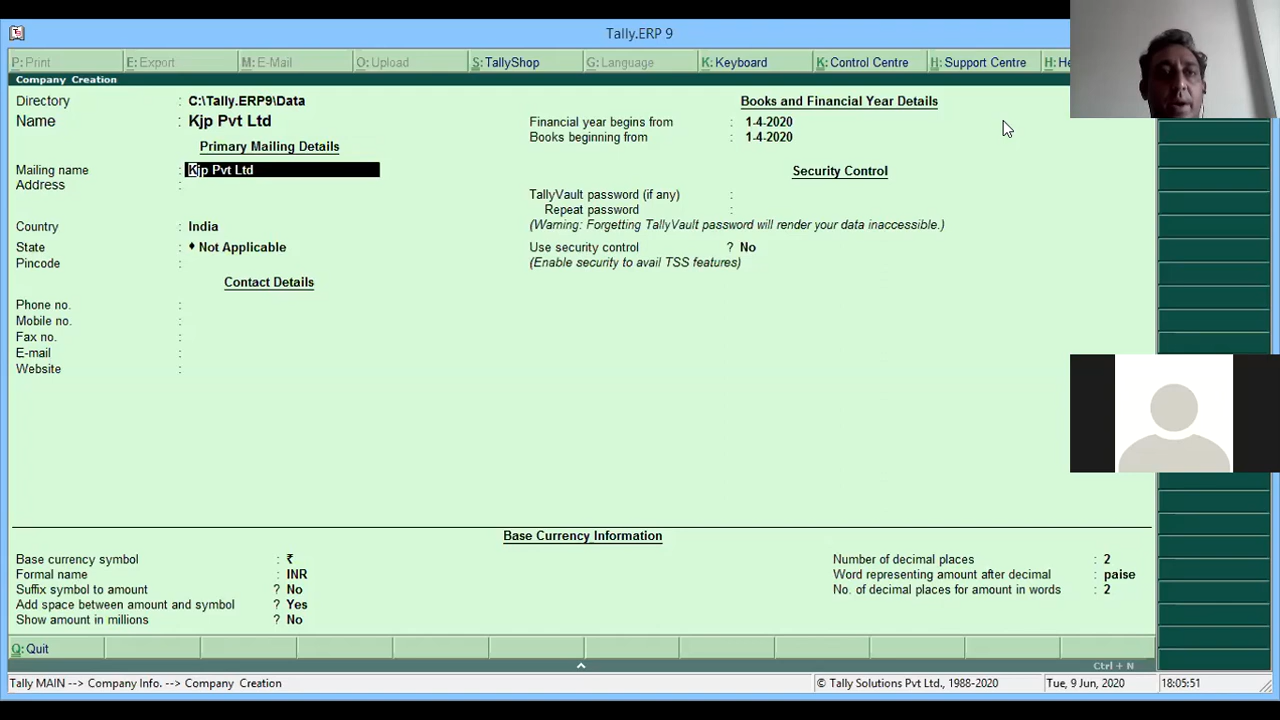 Tally.ERP 9
P: Print E: Export M: E-Mail O: Upload S: TallyShop G: Language K: Keyboard K: Control Centre H: Support Centre H:
Company Creation
Directory : C:\Tally.ERP9\Data
Name : Kjp Pvt Ltd
Primary Mailing Details
Mailing name : Kjp Pvt Ltd
Address :
Country : India
State : ♦ Not Applicable
Pincode :
Contact Details
Phone no. :
Mobile no. :
Fax no. :
E-mail :
Website :
Books and Financial Year Details
Financial year begins from : 1-4-2020
Books beginning from : 1-4-2020
Security Control
TallyVault password (if any) :
Repeat password :
(Warning: Forgetting TallyVault password will render your data inaccessible.)
Use security control ? No
(Enable security to avail TSS features)
Base Currency Information
Base currency symbol : ₹
Formal name : INR
Suffix symbol to amount ? No
Add space between amount and symbol ? Yes
Show amount in millions ? No
Number of decimal places : 2
Word representing amount after decimal : paise
No. of decimal places for amount in words : 2
Q: Quit
Ctrl + N
Tally MAIN --> Company Info. --> Company Creation © Tally Solutions Pvt Ltd., 1988-2020 Tue, 9 Jun, 2020 18:05:51